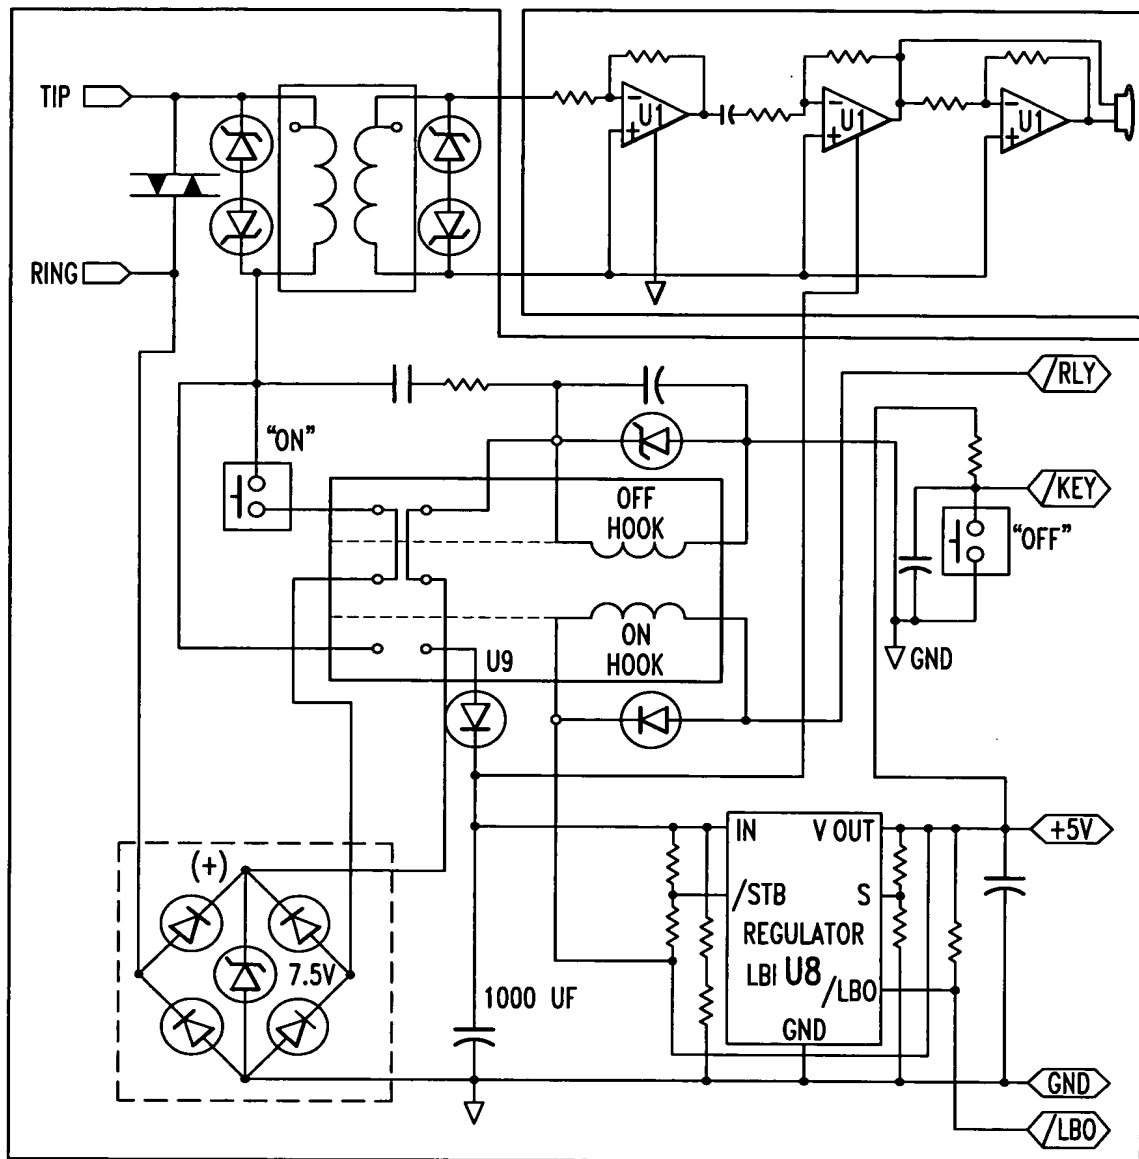 TIP
RING
U1
U1
U1
− + − + − +
/RLY
"ON"
/KEY
OFF
HOOK
"OFF"
ON
HOOK
U9
GND
(+)
7.5V
IN
V OUT
+5V
/STB
S
REGULATOR
LBI U8
/LBO
1000 UF
GND
GND
/LBO